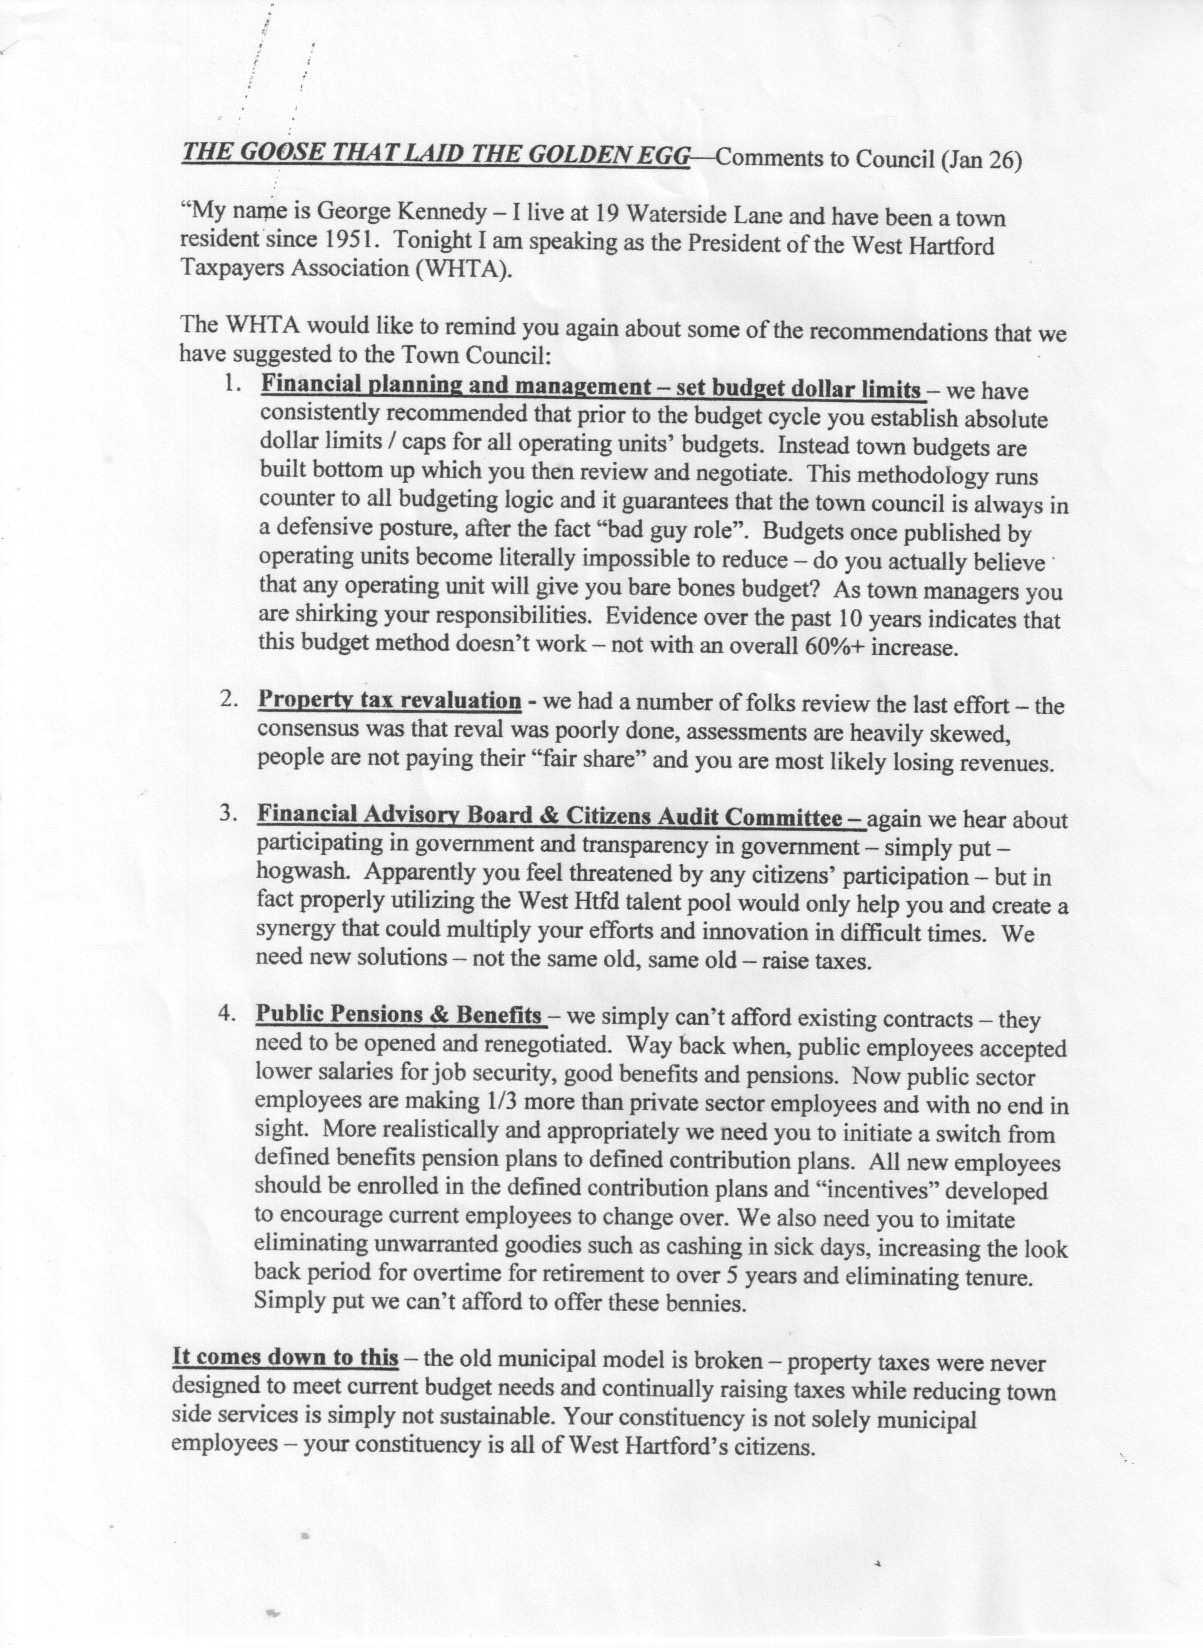 THE GOOSE THAT LAID THE GOLDEN EGG—Comments to Council (Jan 26)
“My name is George Kennedy – I live at 19 Waterside Lane and have been a town
resident since 1951. Tonight I am speaking as the President of the West Hartford
Taxpayers Association (WHTA).
The WHTA would like to remind you again about some of the recommendations that we
have suggested to the Town Council:
1. Financial planning and management – set budget dollar limits – we have
consistently recommended that prior to the budget cycle you establish absolute
dollar limits / caps for all operating units’ budgets. Instead town budgets are
built bottom up which you then review and negotiate. This methodology runs
counter to all budgeting logic and it guarantees that the town council is always in
a defensive posture, after the fact “bad guy role”. Budgets once published by
operating units become literally impossible to reduce – do you actually believe
that any operating unit will give you bare bones budget? As town managers you
are shirking your responsibilities. Evidence over the past 10 years indicates that
this budget method doesn’t work – not with an overall 60%+ increase.
2. Property tax revaluation - we had a number of folks review the last effort – the
consensus was that reval was poorly done, assessments are heavily skewed,
people are not paying their “fair share” and you are most likely losing revenues.
3. Financial Advisory Board & Citizens Audit Committee – again we hear about
participating in government and transparency in government – simply put –
hogwash. Apparently you feel threatened by any citizens’ participation – but in
fact properly utilizing the West Htfd talent pool would only help you and create a
synergy that could multiply your efforts and innovation in difficult times. We
need new solutions – not the same old, same old – raise taxes.
4. Public Pensions & Benefits – we simply can’t afford existing contracts – they
need to be opened and renegotiated. Way back when, public employees accepted
lower salaries for job security, good benefits and pensions. Now public sector
employees are making 1/3 more than private sector employees and with no end in
sight. More realistically and appropriately we need you to initiate a switch from
defined benefits pension plans to defined contribution plans. All new employees
should be enrolled in the defined contribution plans and “incentives” developed
to encourage current employees to change over. We also need you to imitate
eliminating unwarranted goodies such as cashing in sick days, increasing the look
back period for overtime for retirement to over 5 years and eliminating tenure.
Simply put we can’t afford to offer these bennies.
It comes down to this – the old municipal model is broken – property taxes were never
designed to meet current budget needs and continually raising taxes while reducing town
side services is simply not sustainable. Your constituency is not solely municipal
employees – your constituency is all of West Hartford’s citizens.